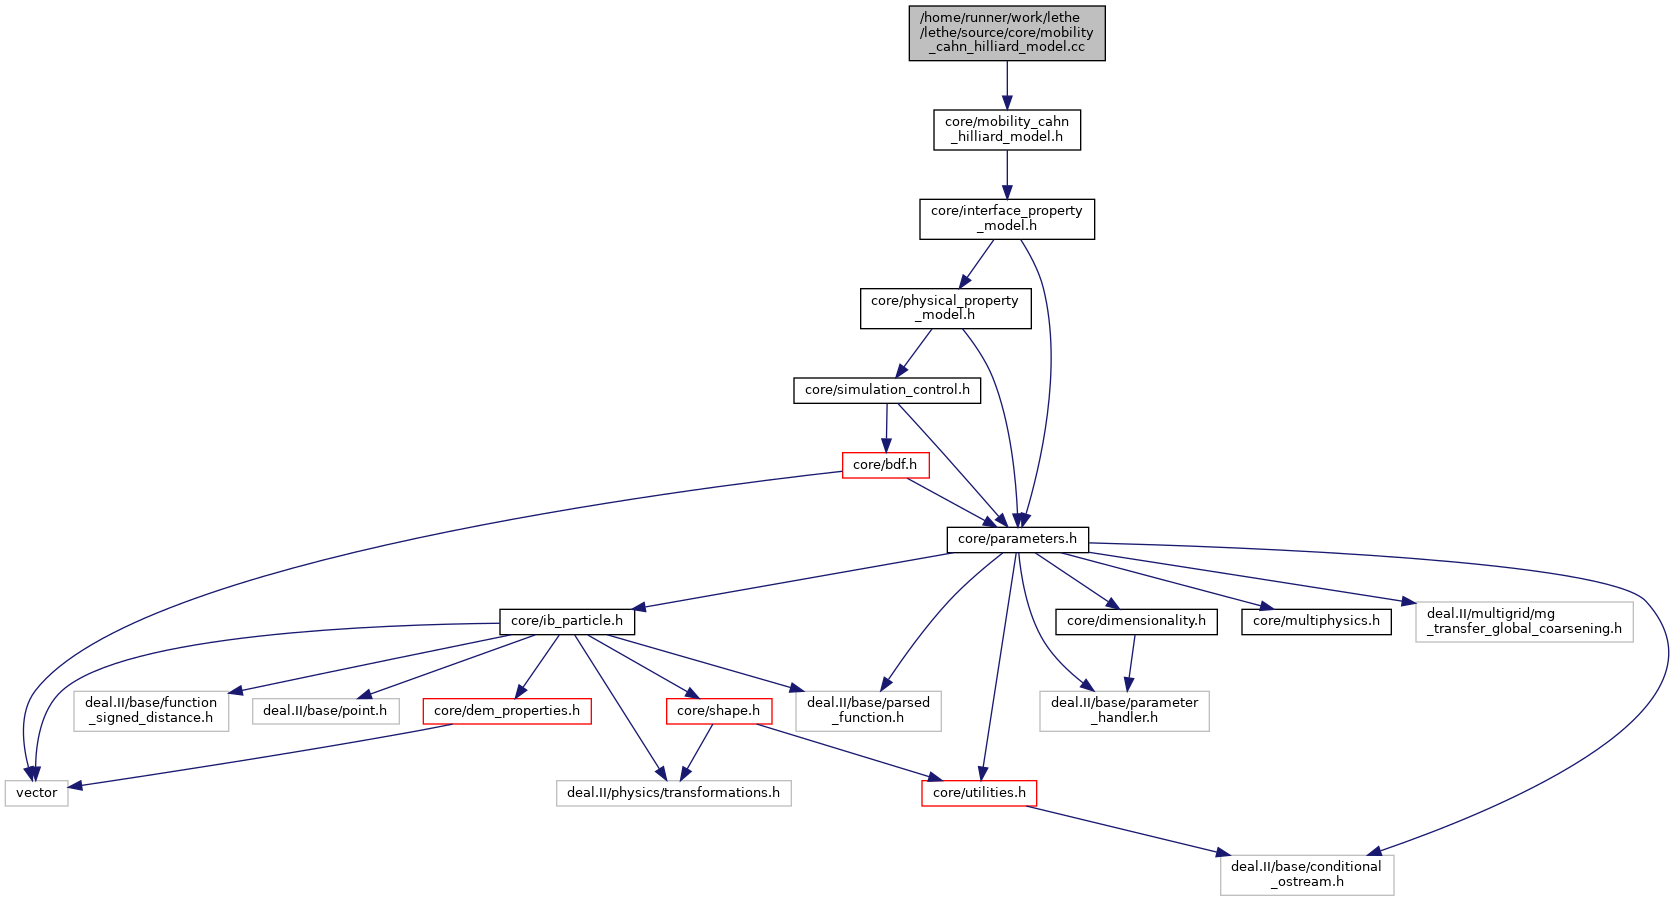 /home/runner/work/lethe
/lethe/source/core/mobility
_cahn_hilliard_model.cc
core/mobility_cahn
_hilliard_model.h
core/interface_property
_model.h
core/physical_property
_model.h
core/simulation_control.h
core/bdf.h
core/parameters.h
core/ib_particle.h
core/dimensionality.h
core/multiphysics.h
deal.II/multigrid/mg
_transfer_global_coarsening.h
deal.II/base/function
_signed_distance.h
deal.II/base/point.h
core/dem_properties.h
core/shape.h
deal.II/base/parsed
_function.h
deal.II/base/parameter
_handler.h
vector
deal.II/physics/transformations.h
core/utilities.h
deal.II/base/conditional
_ostream.h